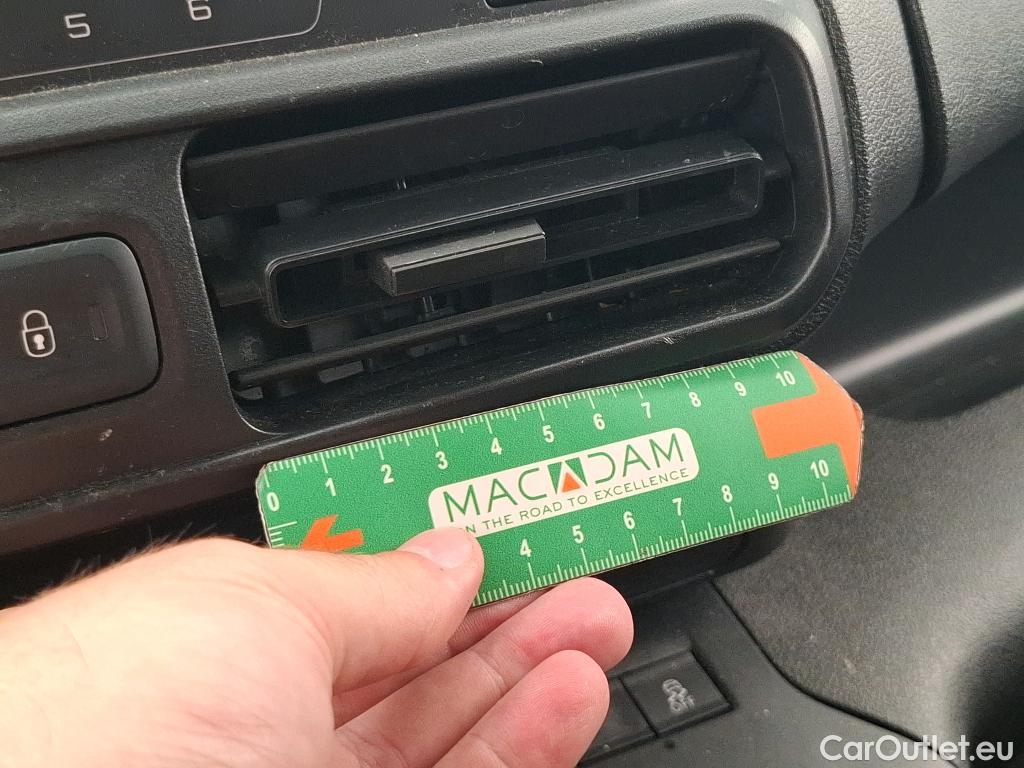 5 6
0 1 2 3 4 5 6 7 8 9 10
MACADAM
ON THE ROAD TO EXCELLENCE
4 5 6 7 8 9 10
OFF
CarOutlet.eu